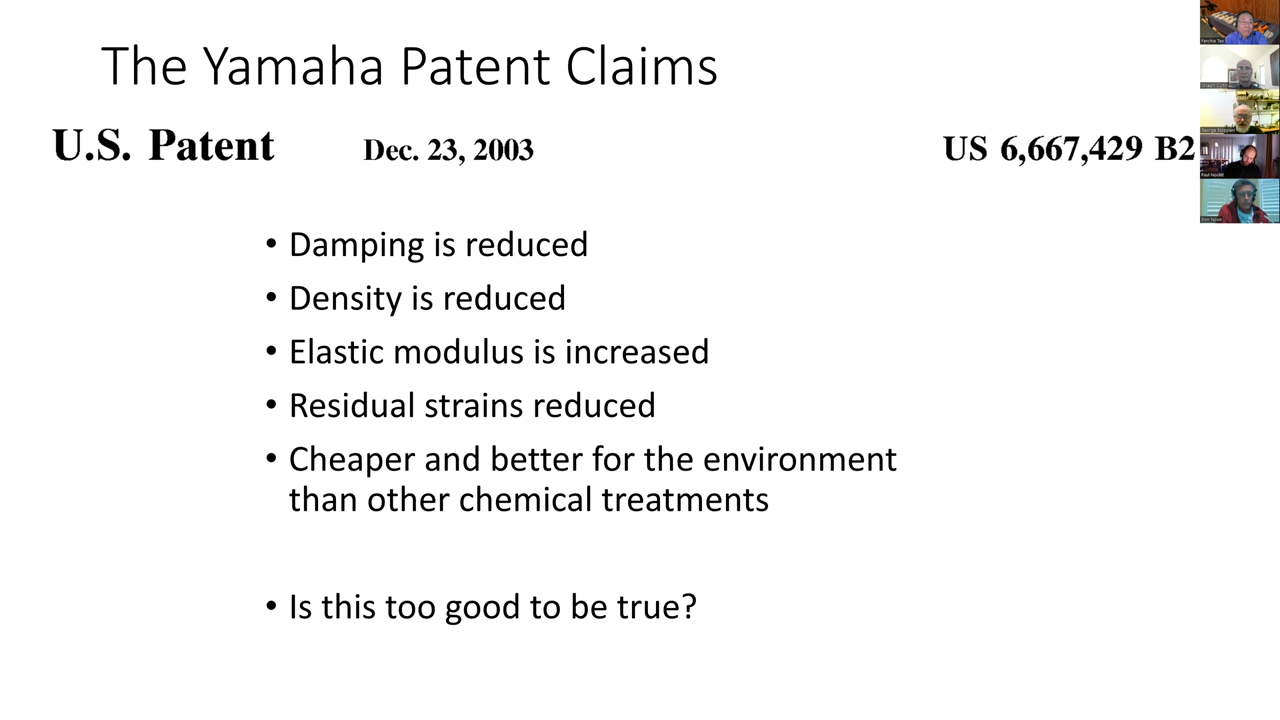 The Yamaha Patent Claims
U.S. Patent Dec. 23, 2003 US 6,667,429 B2
• Damping is reduced
• Density is reduced
• Elastic modulus is increased
• Residual strains reduced
• Cheaper and better for the environment
than other chemical treatments
• Is this too good to be true?